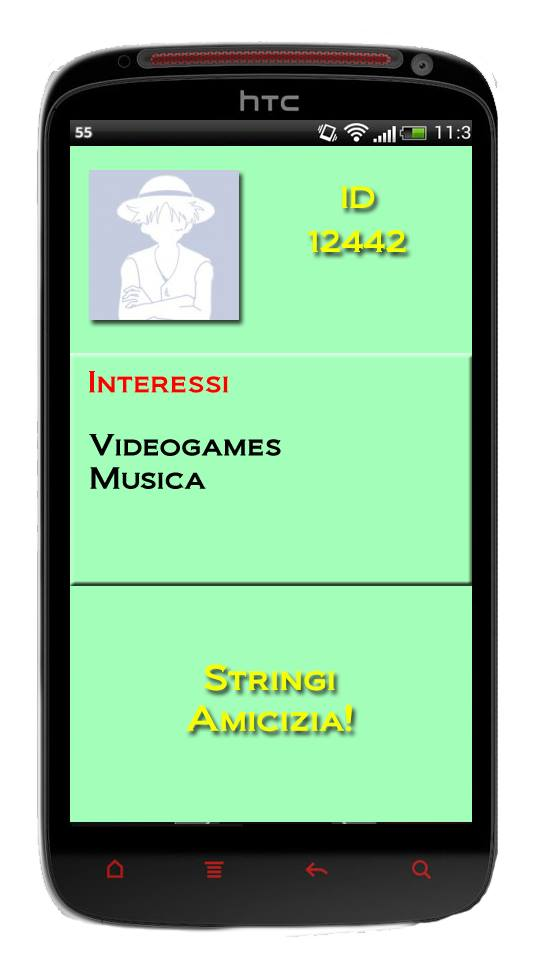 hTC
55
11:3
ID
12442
Interessi
Videogames
Musica
Stringi
Amicizia!